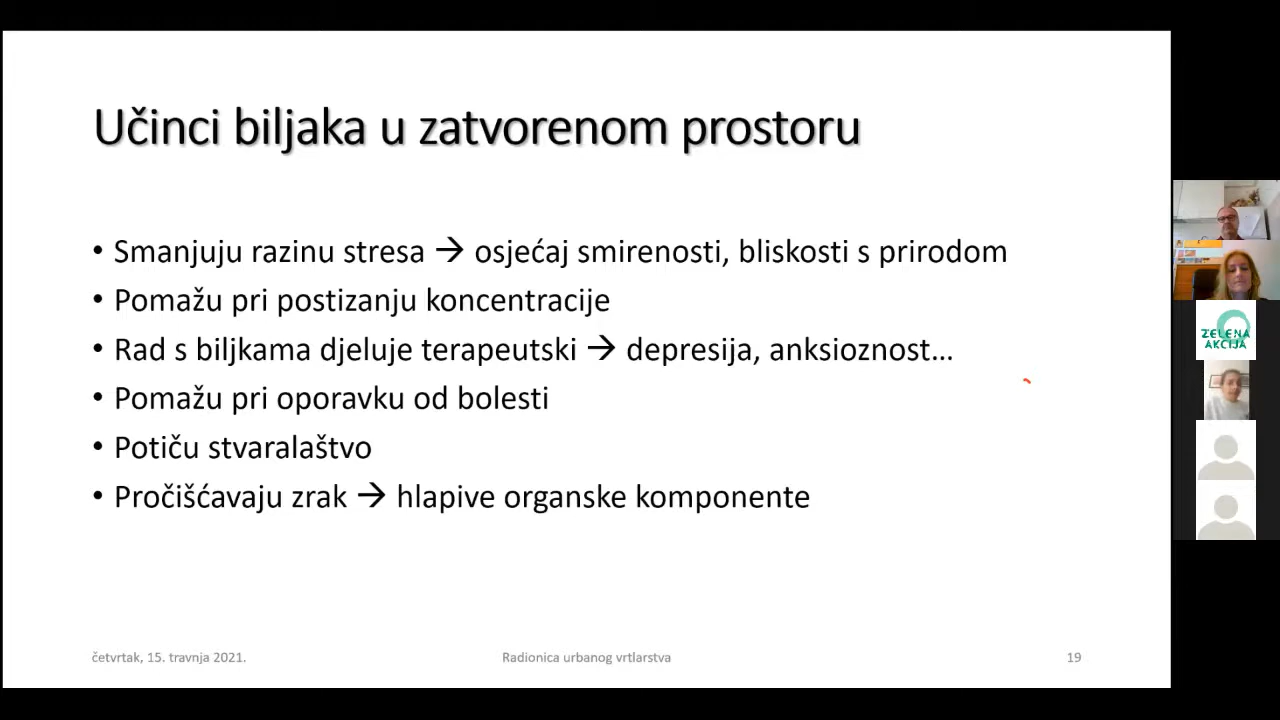 Učinci biljaka u zatvorenom prostoru
• Smanjuju razinu stresa → osjećaj smirenosti, bliskosti s prirodom
• Pomažu pri postizanju koncentracije
• Rad s biljkama djeluje terapeutski → depresija, anksioznost...
• Pomažu pri oporavku od bolesti
• Potiču stvaralaštvo
• Pročišćavaju zrak → hlapive organske komponente
četvrtak, 15. travnja 2021.
Radionica urbanog vrtlarstva
19
ZELENA
AKCIJA